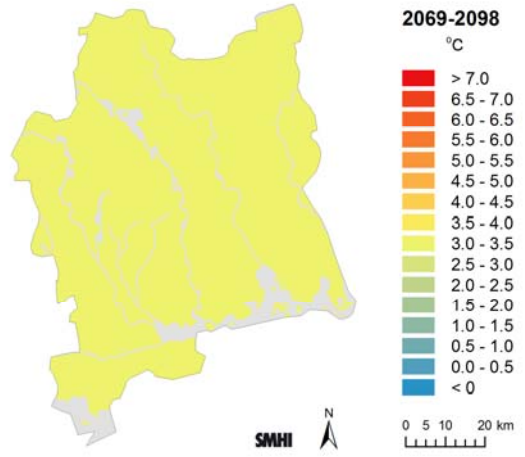 2069-2098
°C
> 7.0
6.5 - 7.0
6.0 - 6.5
5.5 - 6.0
5.0 - 5.5
4.5 - 5.0
4.0 - 4.5
3.5 - 4.0
3.0 - 3.5
2.5 - 3.0
2.0 - 2.5
1.5 - 2.0
1.0 - 1.5
0.5 - 1.0
0.0 - 0.5
< 0
SMHI
N
0 5 10 20 km